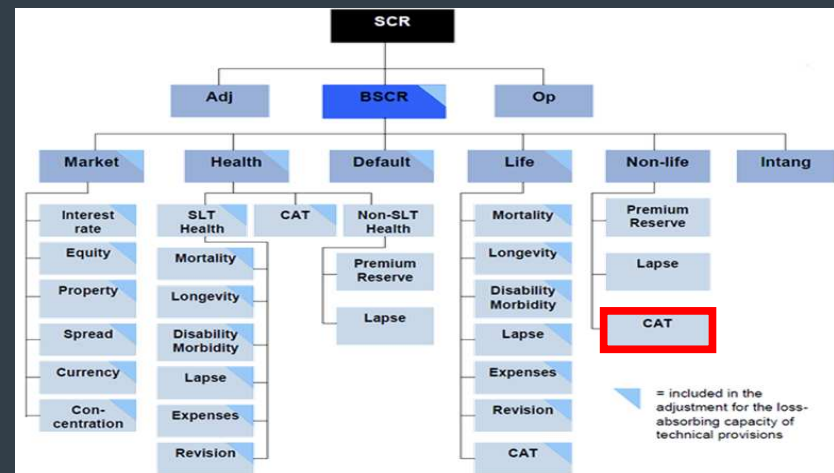 SCR
Adj
BSCR
Op
Market
Health
Default
Life
Non-life
Intang
Interest
rate
Equity
Property
Spread
Currency
Con-
centration
SLT
Health
Mortality
Longevity
Disability
Morbidity
Lapse
Expenses
Revision
CAT
Non-SLT
Health
Premium
Reserve
Lapse
Mortality
Longevity
Disability
Morbidity
Lapse
Expenses
Revision
CAT
Premium
Reserve
Lapse
CAT
= included in the
adjustment for the loss-
absorbing capacity of
technical provisions